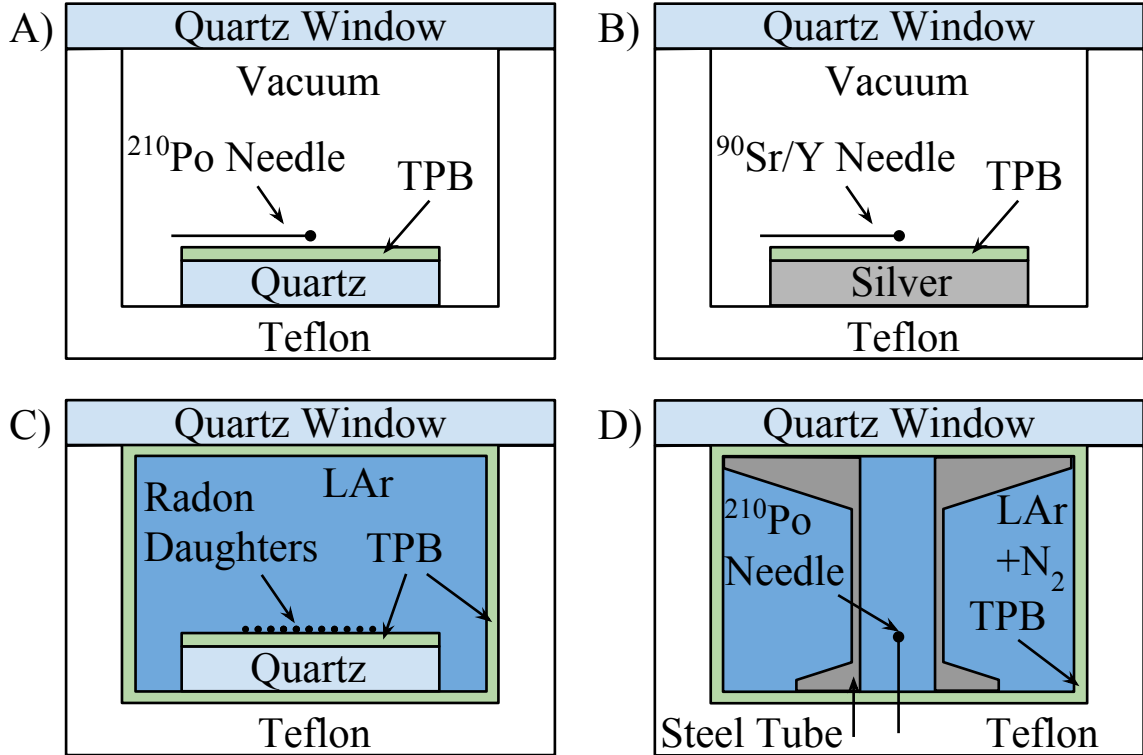 A)
Quartz Window
Vacuum
²¹⁰Po Needle
TPB
Quartz
Teflon
B)
Quartz Window
Vacuum
⁹⁰Sr/Y Needle
TPB
Silver
Teflon
C)
Quartz Window
LAr
Radon
Daughters
TPB
Quartz
Teflon
D)
Quartz Window
²¹⁰Po
Needle
LAr
+N₂
TPB
Steel Tube
Teflon